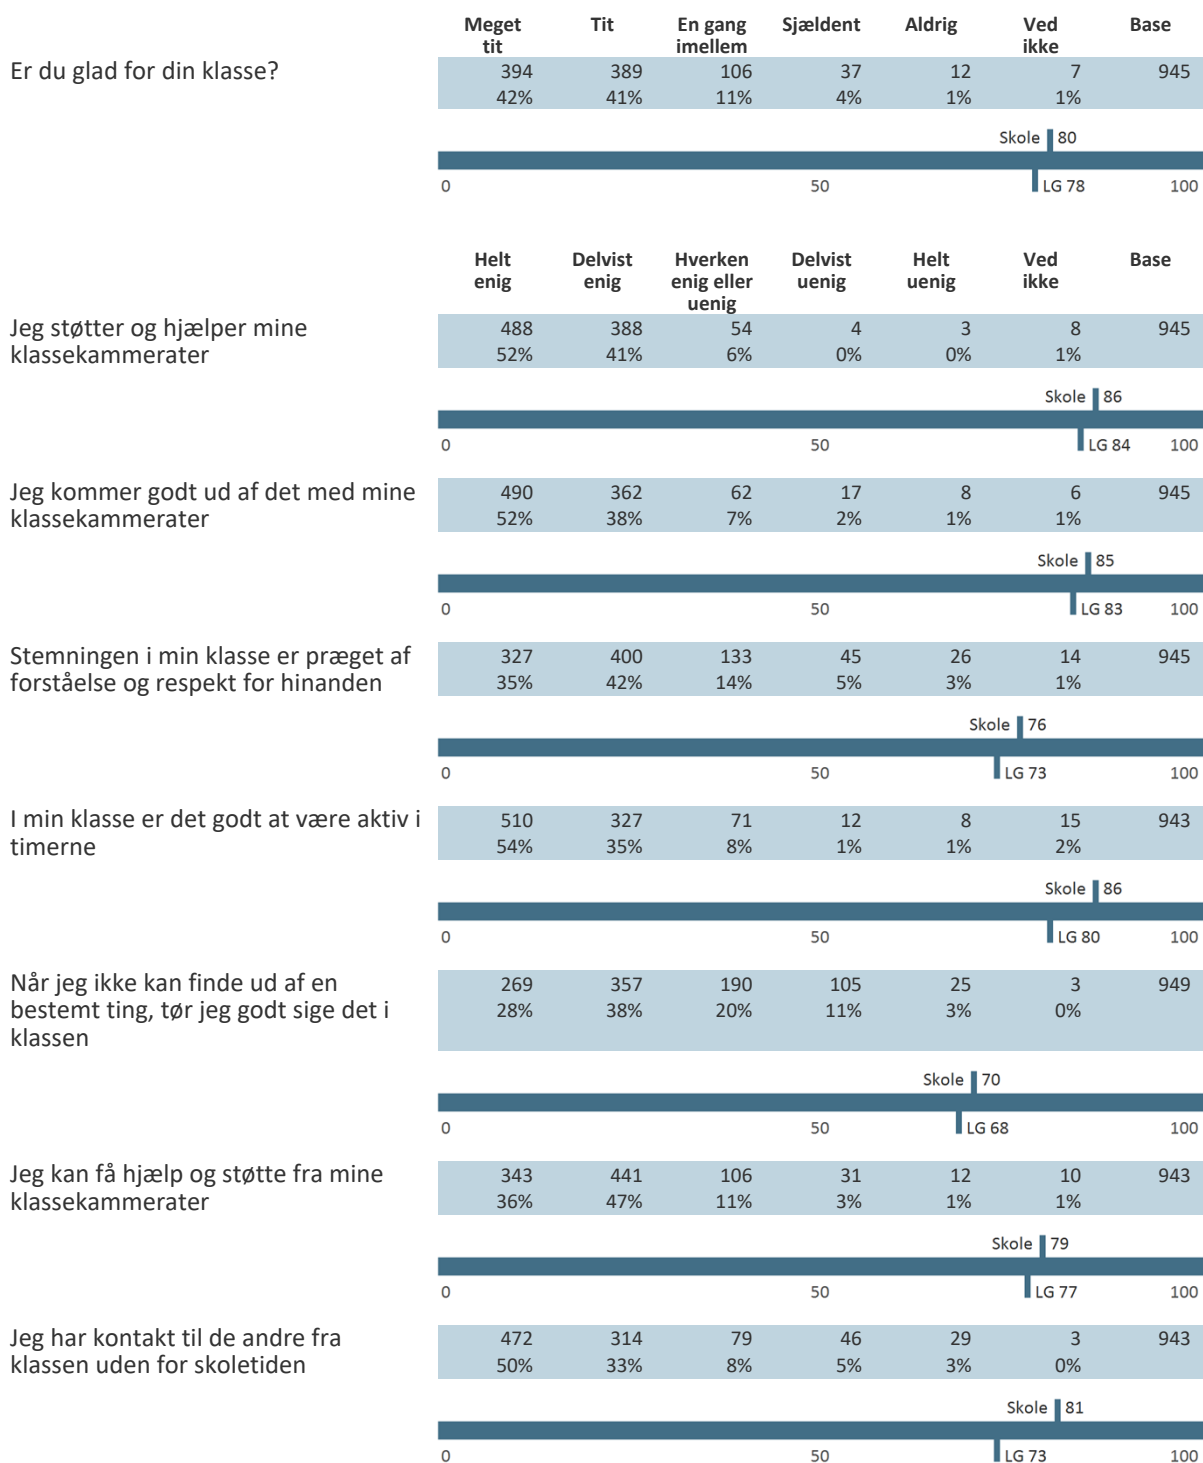 Meget tit Tit En gang imellem Sjældent Aldrig Ved ikke Base
Er du glad for din klasse? 394 389 106 37 12 7 945
42% 41% 11% 4% 1% 1%
Skole 80
0 50 LG 78 100
Helt enig Delvist enig Hverken enig eller uenig Delvist uenig Helt uenig Ved ikke Base
Jeg støtter og hjælper mine 488 388 54 4 3 8 945
klassekammerater 52% 41% 6% 0% 0% 1%
Skole 86
0 50 LG 84 100
Jeg kommer godt ud af det med mine 490 362 62 17 8 6 945
klassekammerater 52% 38% 7% 2% 1% 1%
Skole 85
0 50 LG 83 100
Stemningen i min klasse er præget af 327 400 133 45 26 14 945
forståelse og respekt for hinanden 35% 42% 14% 5% 3% 1%
Skole 76
0 50 LG 73 100
I min klasse er det godt at være aktiv i 510 327 71 12 8 15 943
timerne 54% 35% 8% 1% 1% 2%
Skole 86
0 50 LG 80 100
Når jeg ikke kan finde ud af en 269 357 190 105 25 3 949
bestemt ting, tør jeg godt sige det i 28% 38% 20% 11% 3% 0%
klassen
Skole 70
0 50 LG 68 100
Jeg kan få hjælp og støtte fra mine 343 441 106 31 12 10 943
klassekammerater 36% 47% 11% 3% 1% 1%
Skole 79
0 50 LG 77 100
Jeg har kontakt til de andre fra 472 314 79 46 29 3 943
klassen uden for skoletiden 50% 33% 8% 5% 3% 0%
Skole 81
0 50 LG 73 100